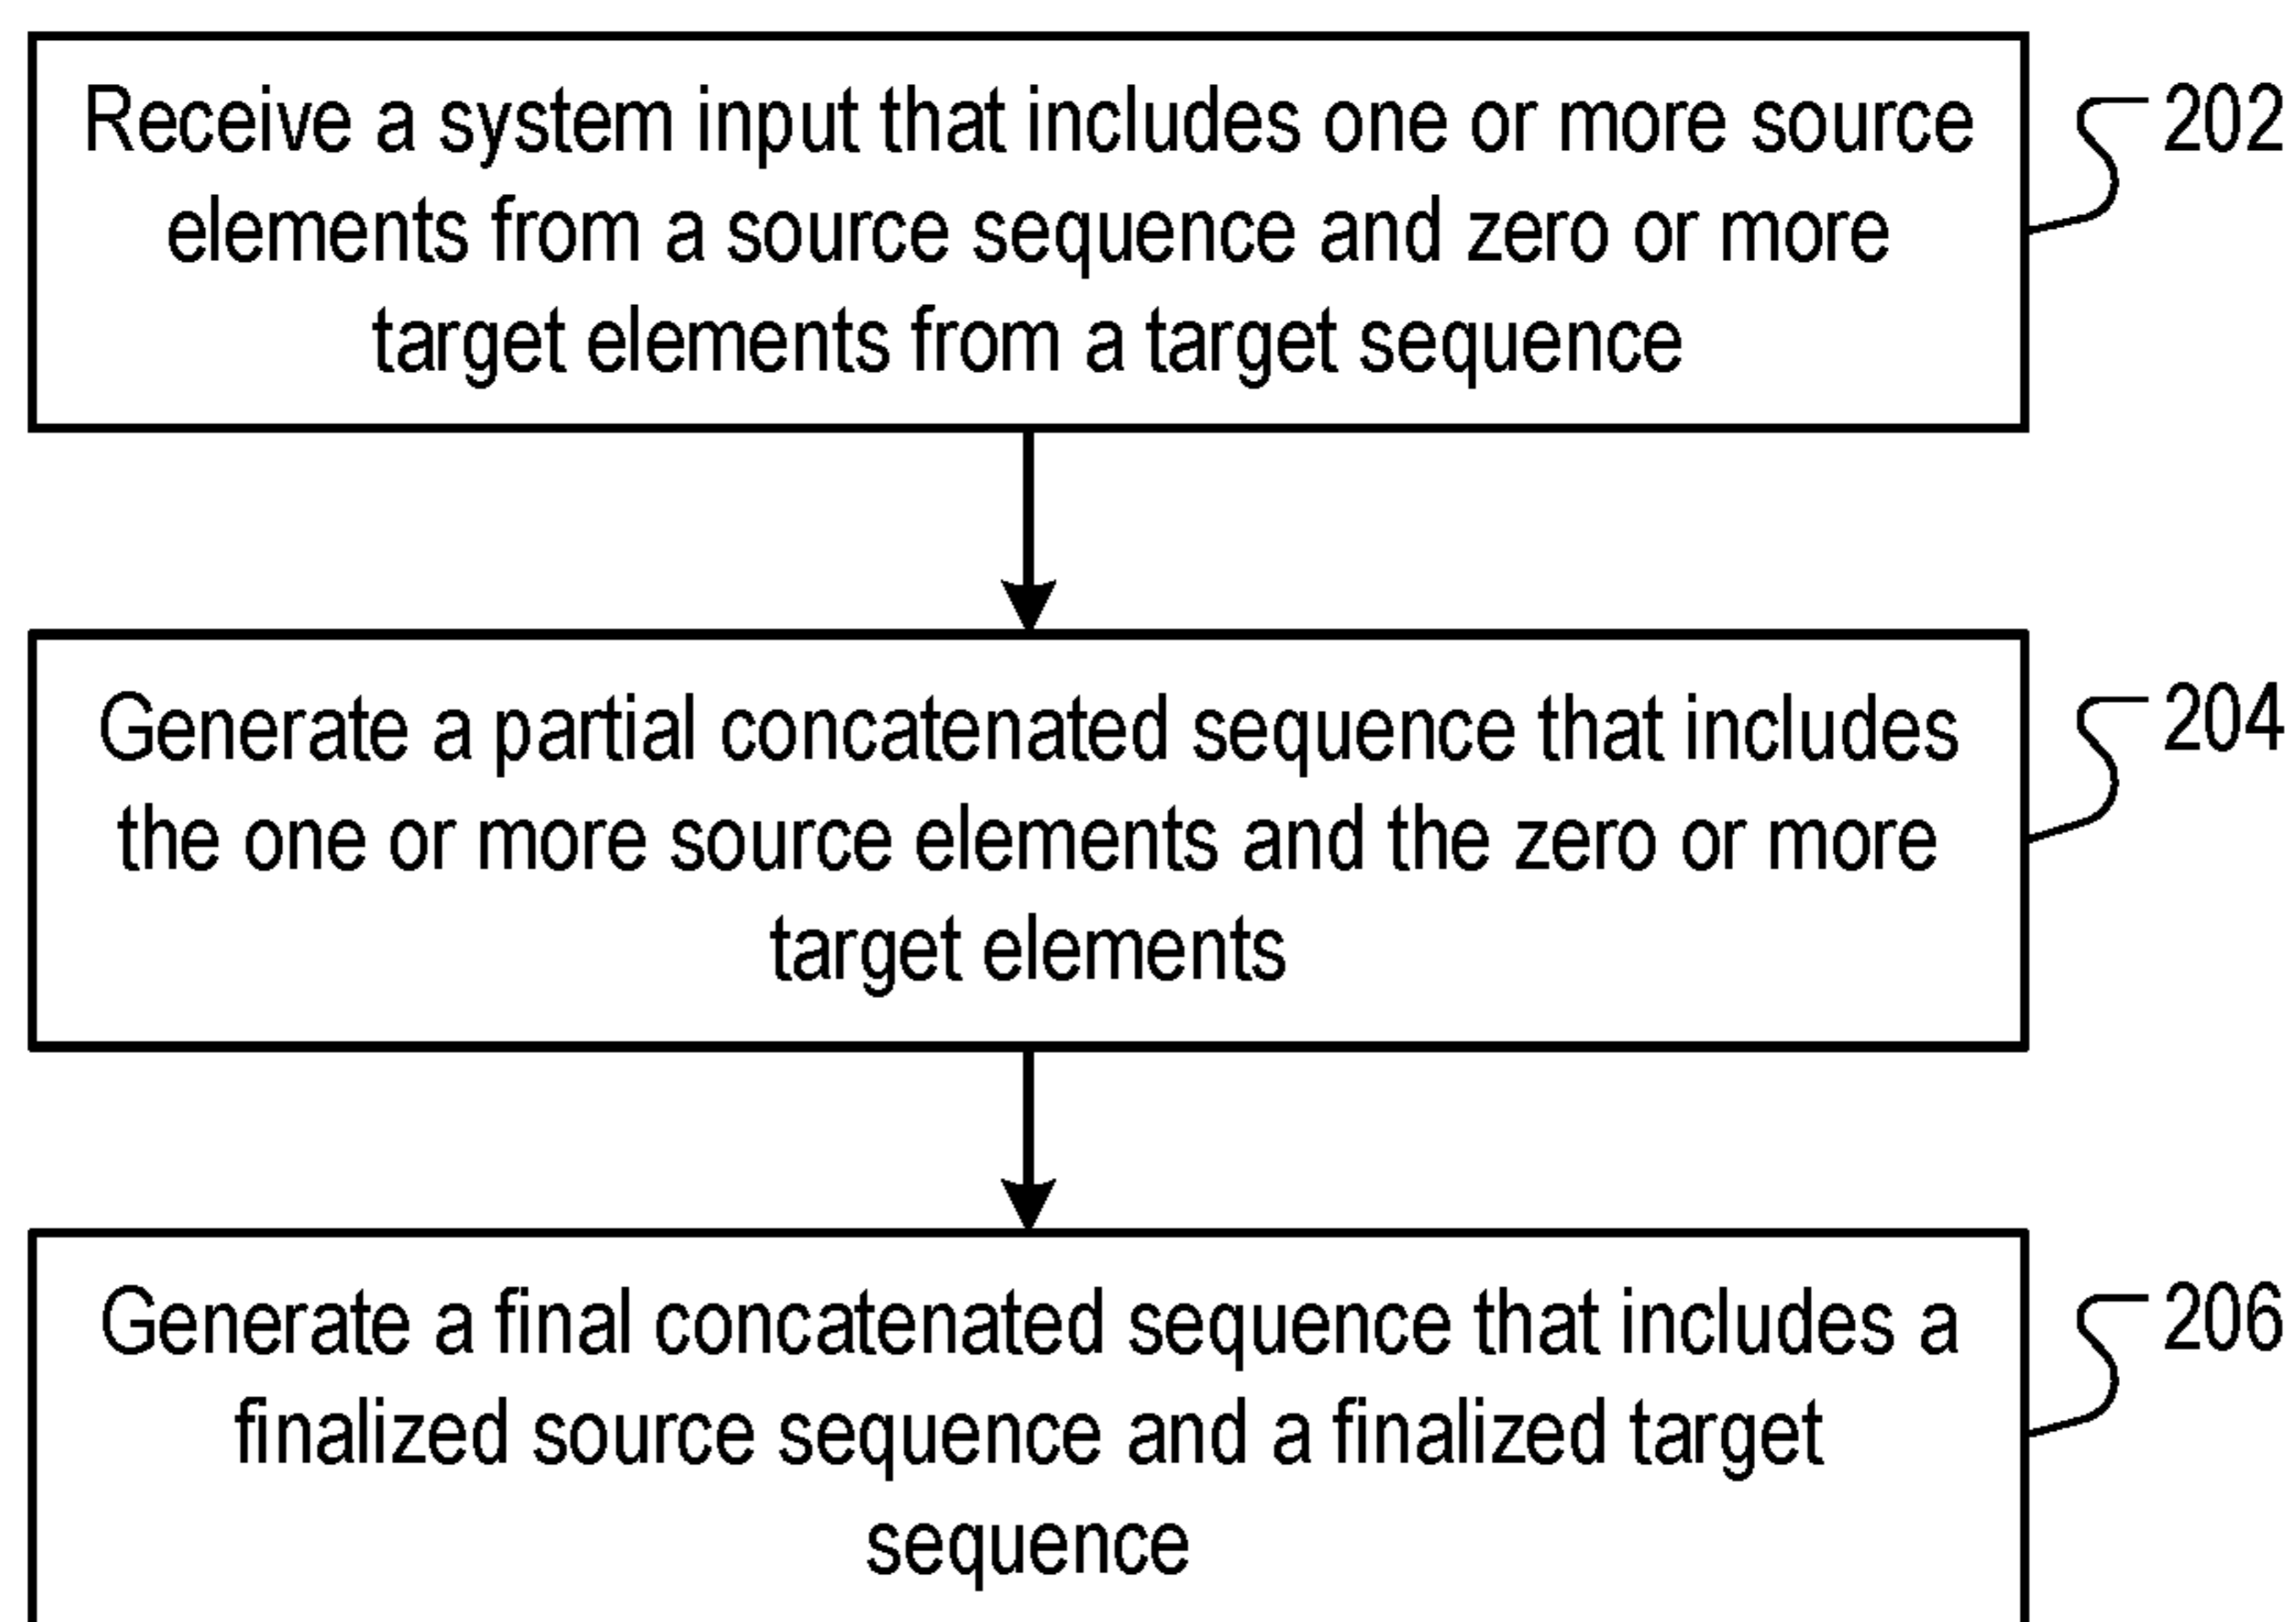 Receive a system input that includes one or more source
elements from a source sequence and zero or more
target elements from a target sequence
202
Generate a partial concatenated sequence that includes
the one or more source elements and the zero or more
target elements
204
Generate a final concatenated sequence that includes a
finalized source sequence and a finalized target
sequence
206